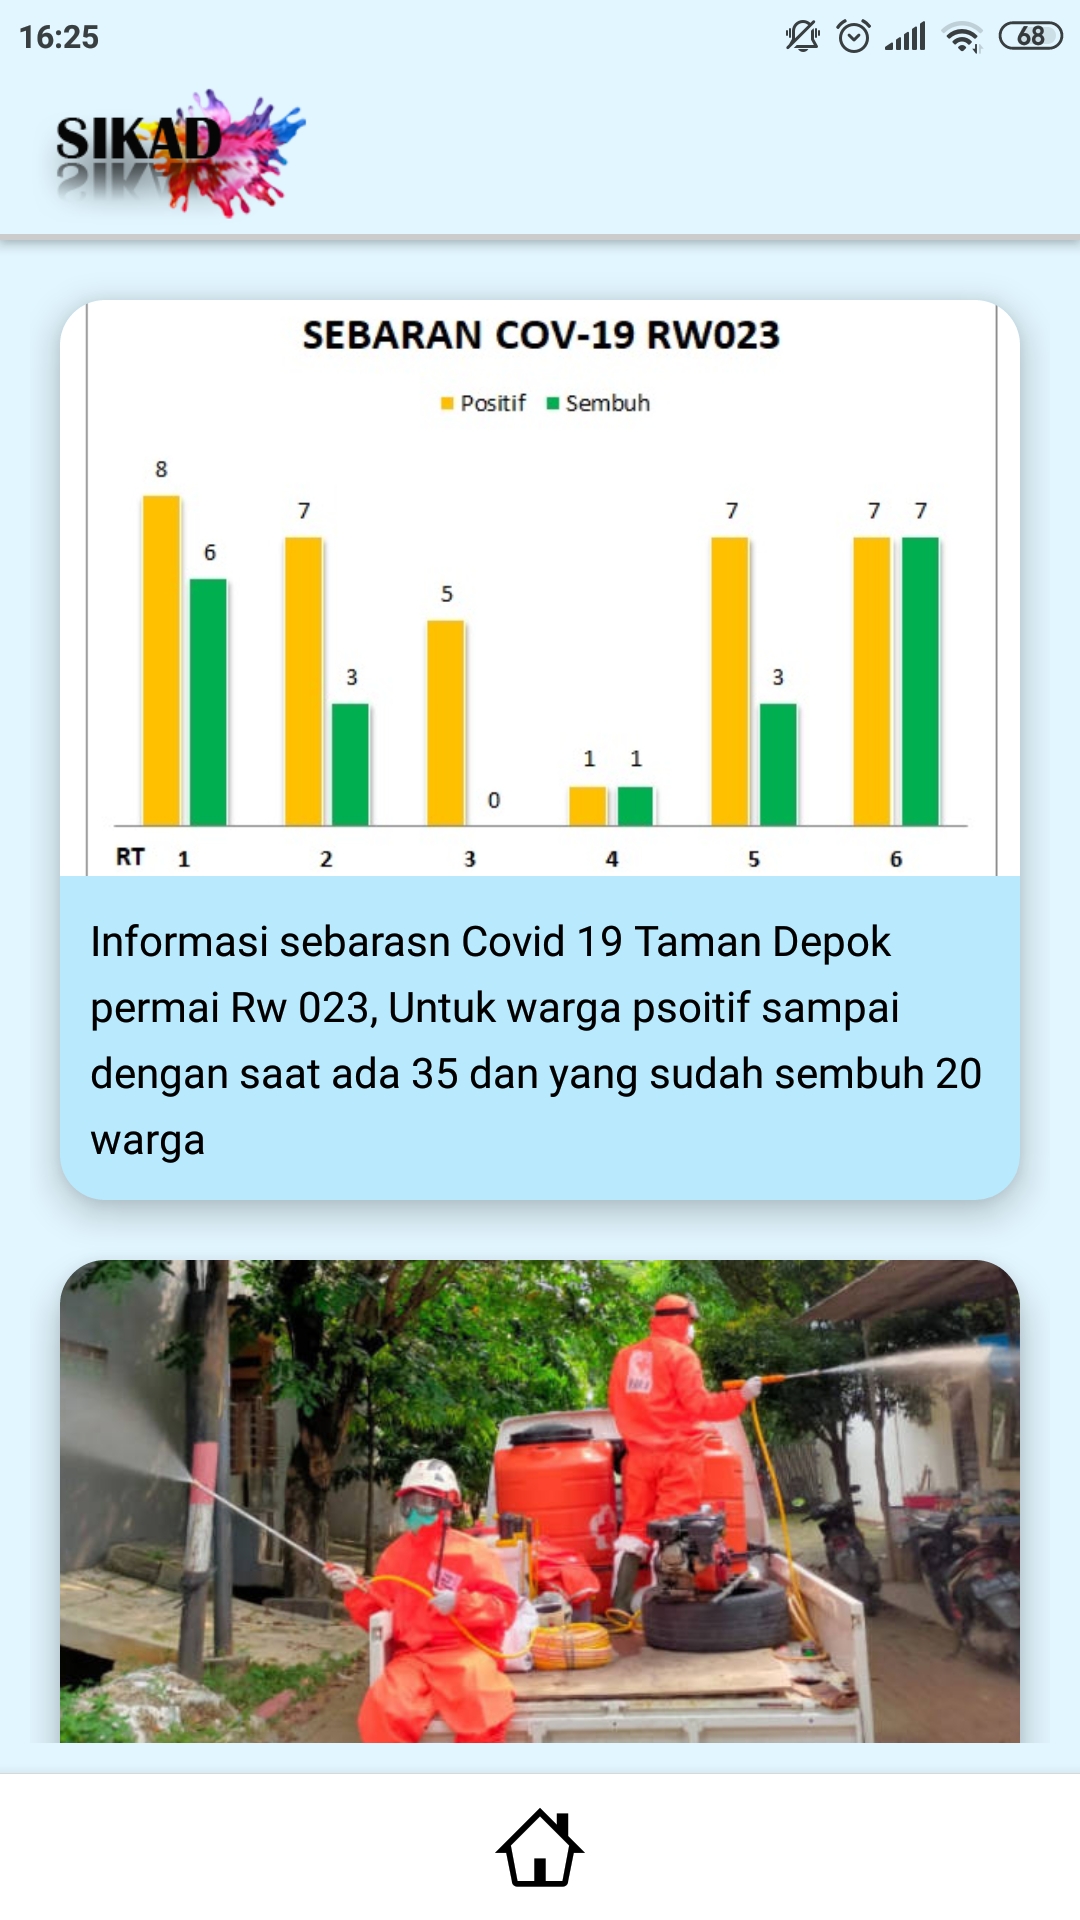 16:25
68
SIKAD
SEBARAN COV-19 RW023
Positif Sembuh
8 6 7 3 5 0 1 1 7 3 7 7
RT 1 2 3 4 5 6
Informasi sebarasn Covid 19 Taman Depok
permai Rw 023, Untuk warga psoitif sampai
dengan saat ada 35 dan yang sudah sembuh 20
warga